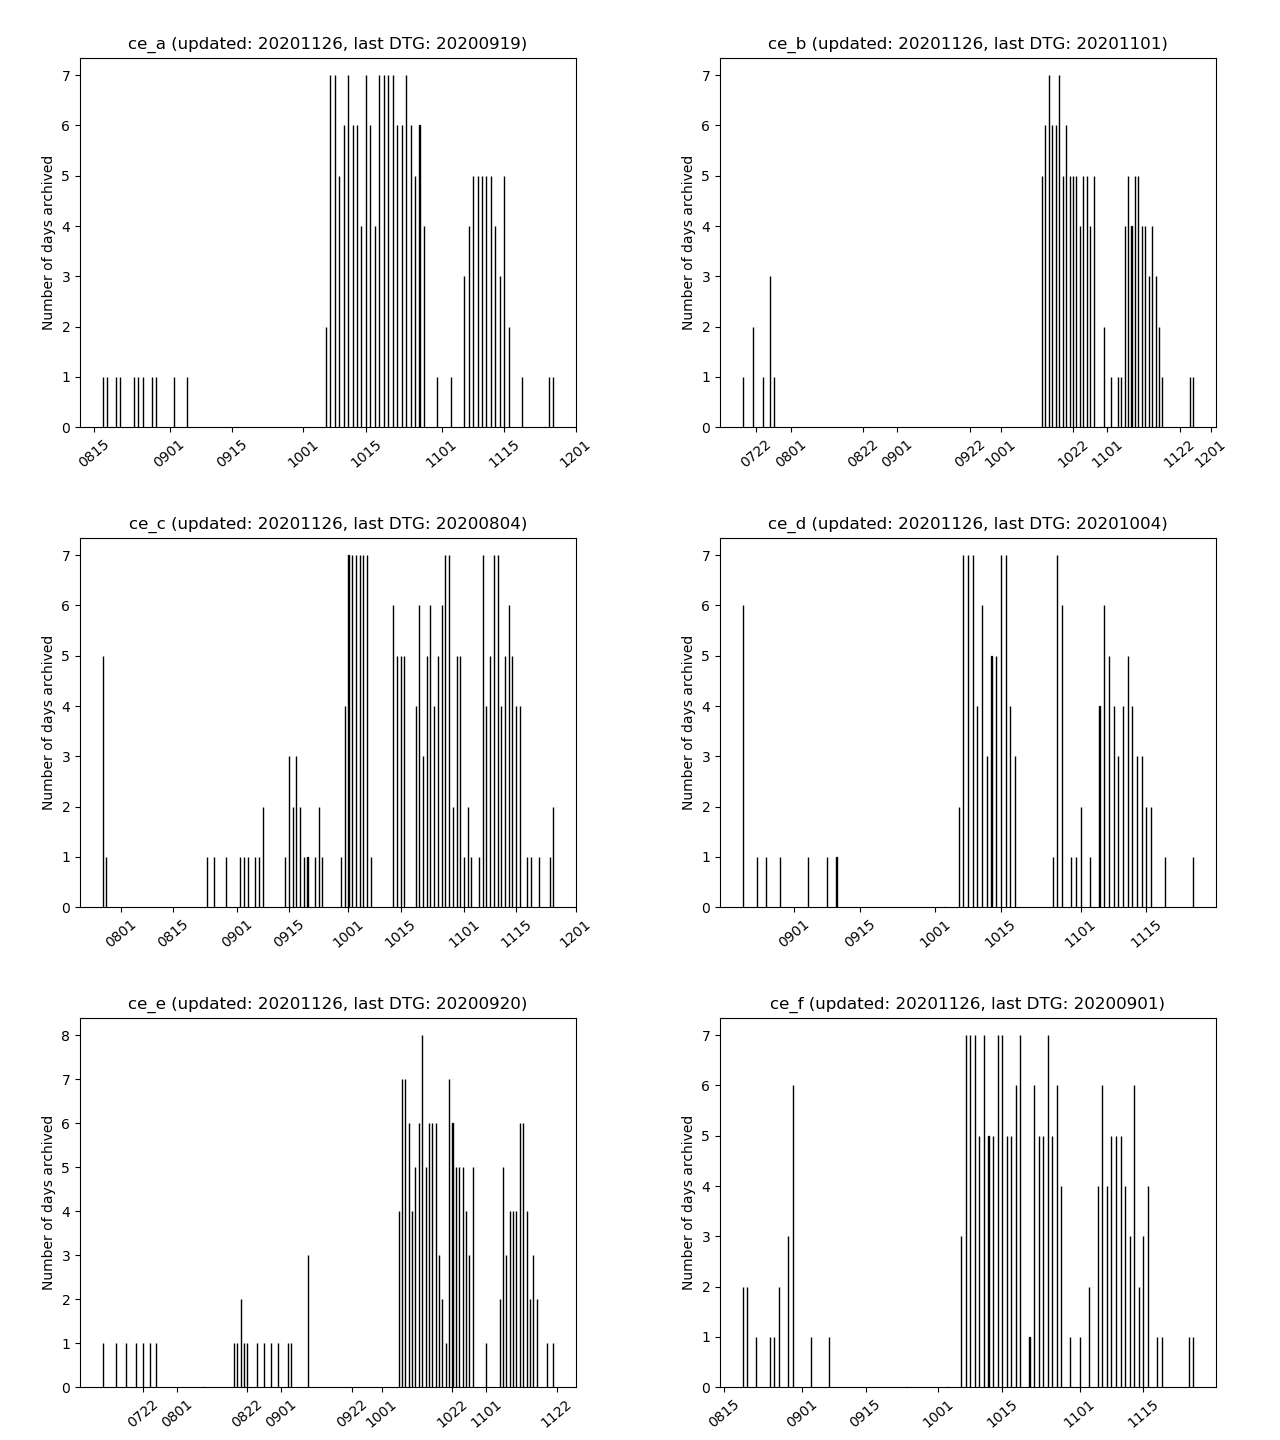 ce_a (updated: 20201126, last DTG: 20200919)
Number of days archived
7
6
5
4
3
2
1
0
0815 0901 0915 1001 1015 1101 1115 1201
ce_b (updated: 20201126, last DTG: 20201101)
Number of days archived
7
6
5
4
3
2
1
0
0722 0801 0822 0901 0922 1001 1022 1101 1122 1201
ce_c (updated: 20201126, last DTG: 20200804)
Number of days archived
7
6
5
4
3
2
1
0
0801 0815 0901 0915 1001 1015 1101 1115 1201
ce_d (updated: 20201126, last DTG: 20201004)
Number of days archived
7
6
5
4
3
2
1
0
0901 0915 1001 1015 1101 1115
ce_e (updated: 20201126, last DTG: 20200920)
Number of days archived
8
7
6
5
4
3
2
1
0
0722 0801 0822 0901 0922 1001 1022 1101 1122
ce_f (updated: 20201126, last DTG: 20200901)
Number of days archived
7
6
5
4
3
2
1
0
0815 0901 0915 1001 1015 1101 1115